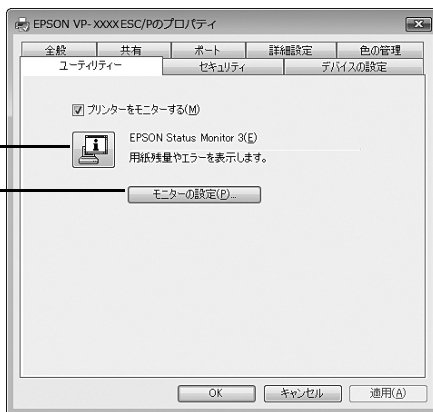 EPSON VP-XXXX ESC/Pのプロパティ
全般 共有 ポート 詳細設定 色の管理
ユーティリティー セキュリティ デバイスの設定
プリンターをモニターする(M)
EPSON Status Monitor 3(E)
用紙残量やエラーを表示します。
モニターの設定(P)...
OK キャンセル 適用(A)